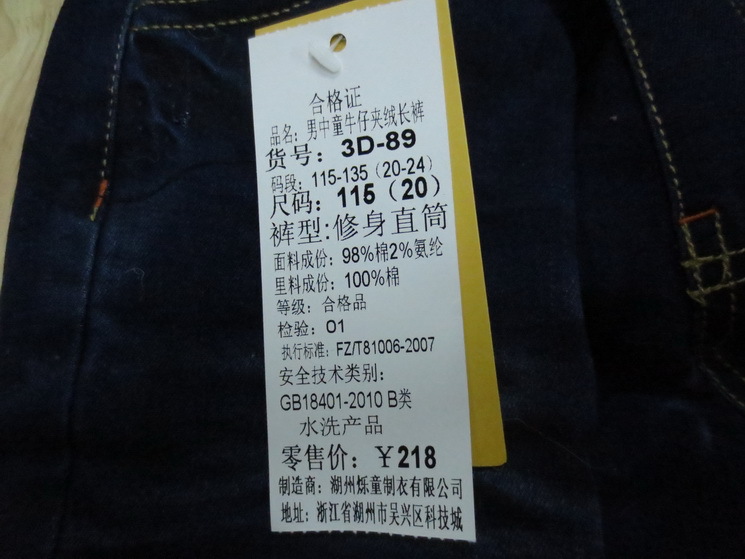 合格证
品名：男中童牛仔夹绒长裤
货号：3D-89
码段：115-135（20-24）
尺码：115（20）
裤型:修身直筒
面料成份：98%棉2%氨纶
里料成份：100%棉
等级：合格品
检验：01
执行标准：FZ/T81006-2007
安全技术类别：
GB18401-2010 B类
水洗产品
零售价：￥218
制造商：湖州烁童制衣有限公司
地址：浙江省湖州市吴兴区科技城